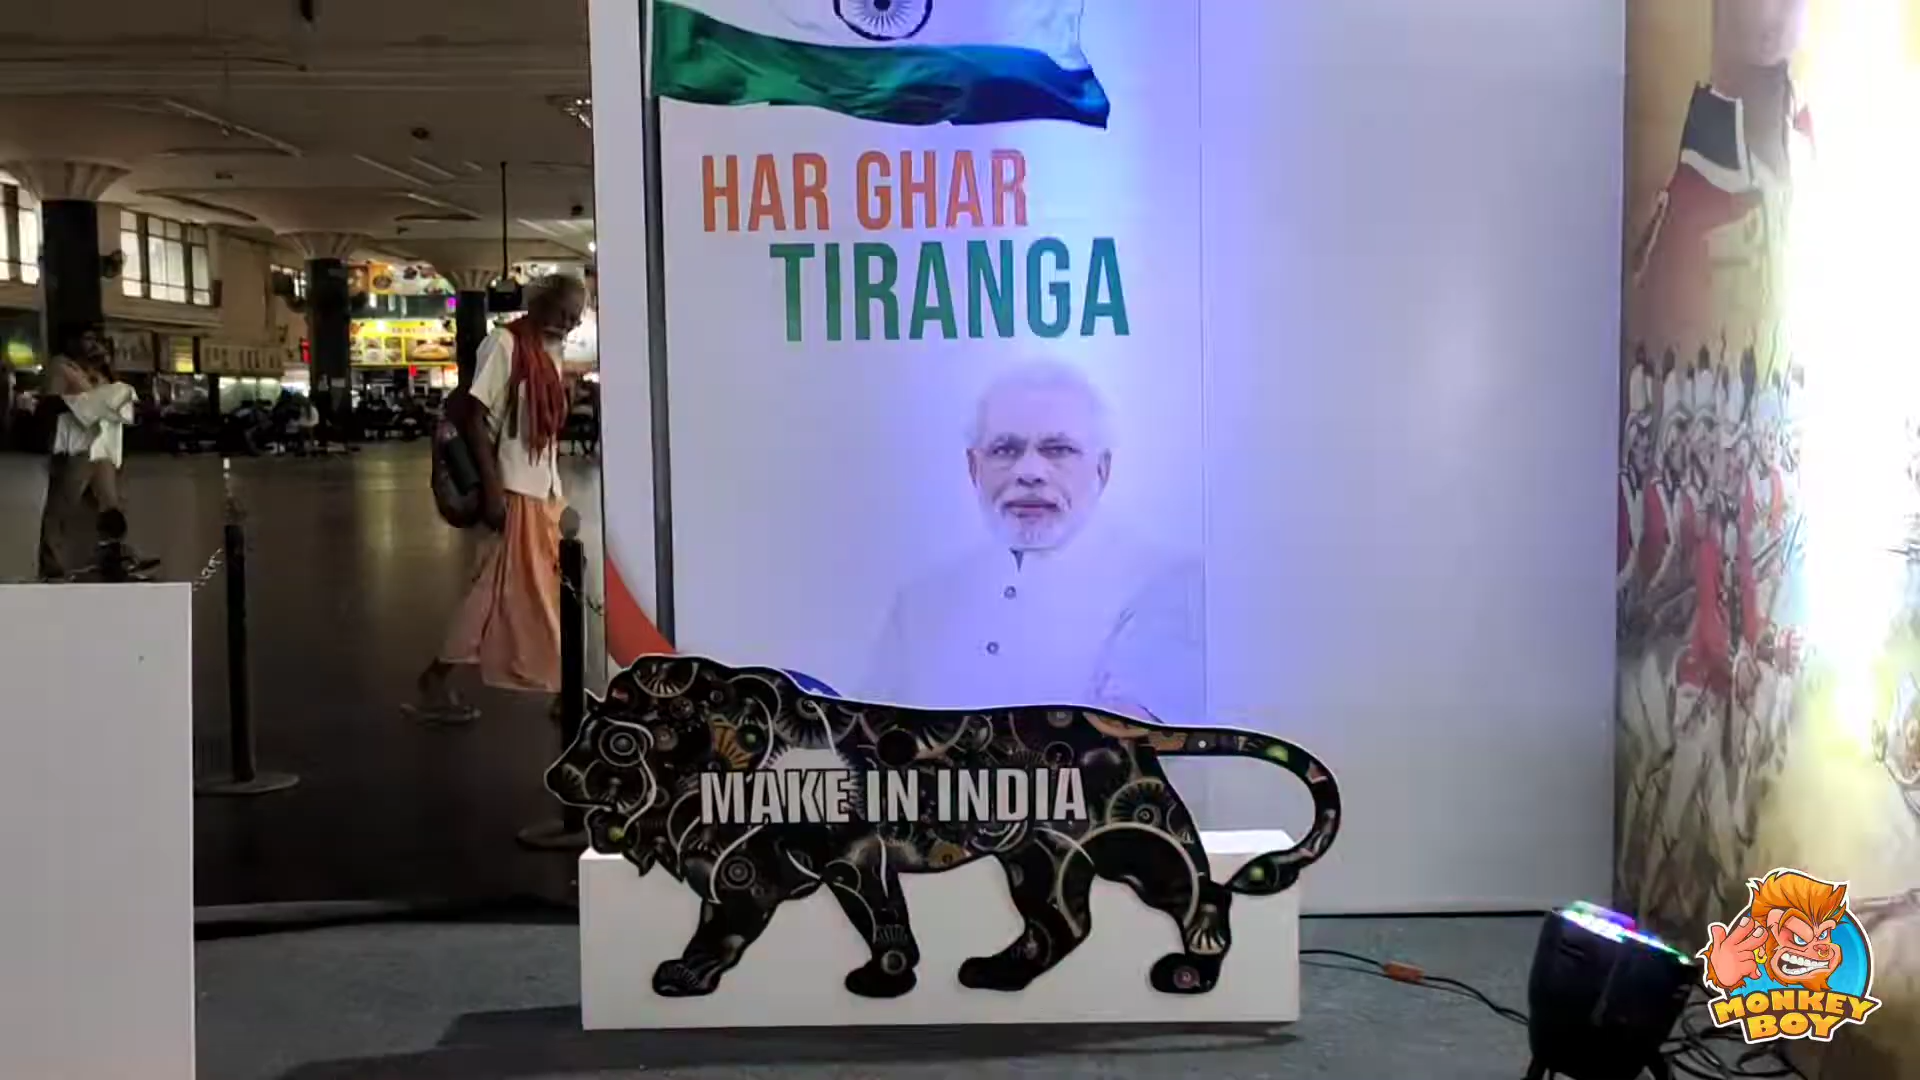 HAR GHAR
TIRANGA
MAKE IN INDIA
MONKEY
BOY